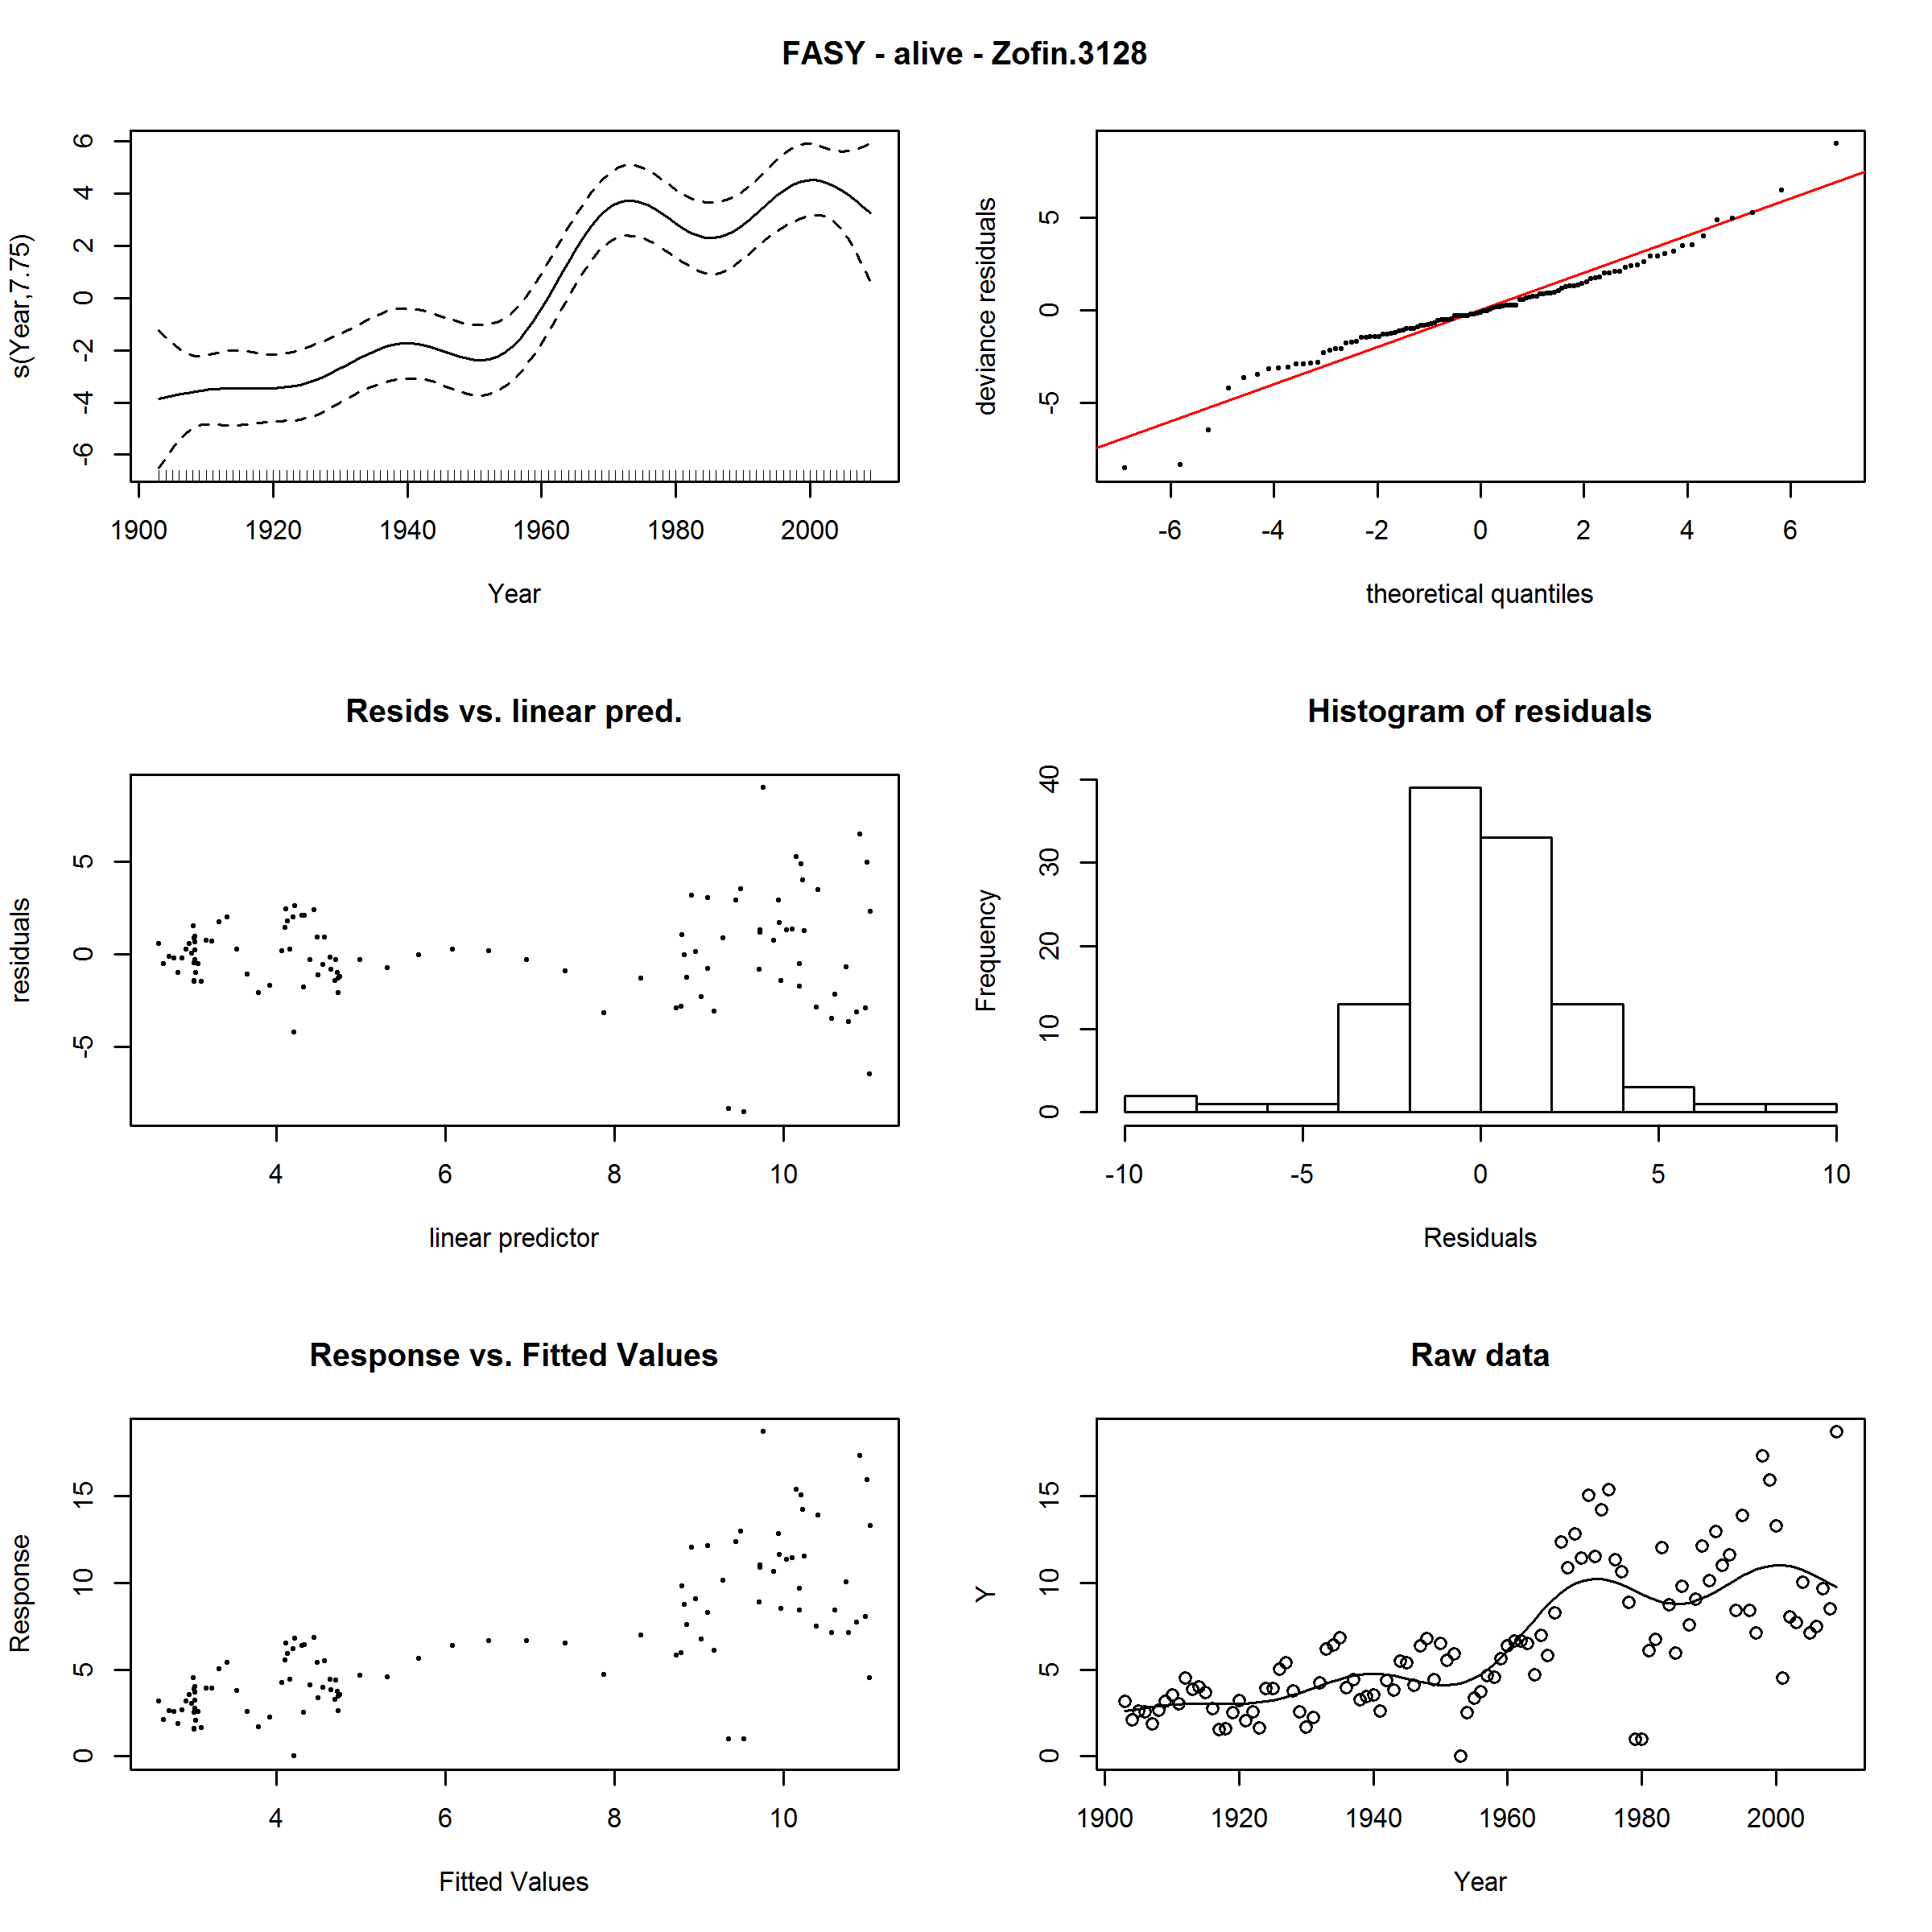 FASY - alive - Zofin.3128
s(Year,7.75)
6
4
2
0
-2
-4
-6
1900 1920 1940 1960 1980 2000
Year
deviance residuals
5
0
-5
-6 -4 -2 0 2 4 6
theoretical quantiles
Resids vs. linear pred.
residuals
5
0
-5
4 6 8 10
linear predictor
Histogram of residuals
Frequency
40
30
20
10
0
-10 -5 0 5 10
Residuals
Response vs. Fitted Values
Response
15
10
5
0
4 6 8 10
Fitted Values
Raw data
Y
15
10
5
0
1900 1920 1940 1960 1980 2000
Year